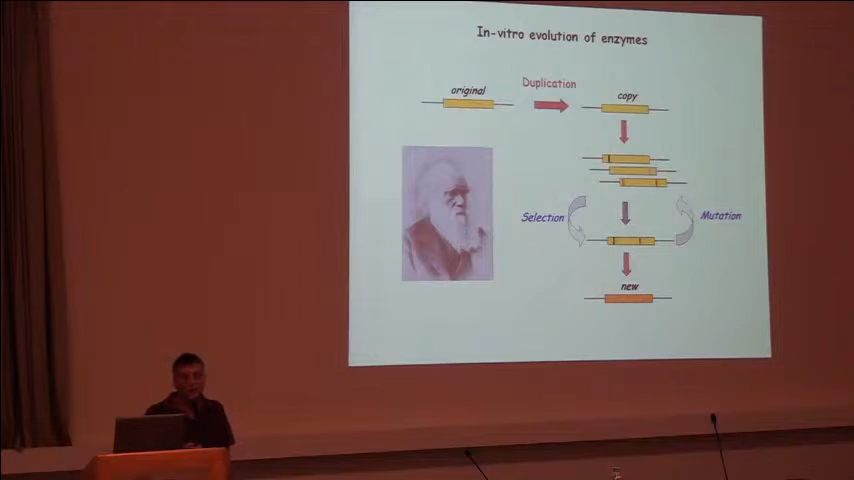 In-vitro evolution of enzymes
original
Duplication
copy
Selection
Mutation
new